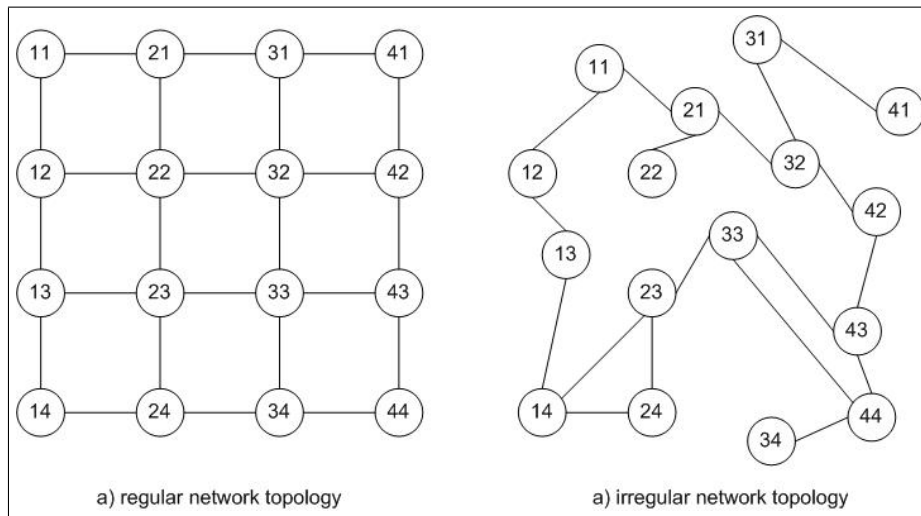 11 21 31 41
12 22 32 42
13 23 33 43
14 24 34 44
a) regular network topology
31
11
41
21
32
12 22
42
33
13
23
43
14 24 44
34
a) irregular network topology